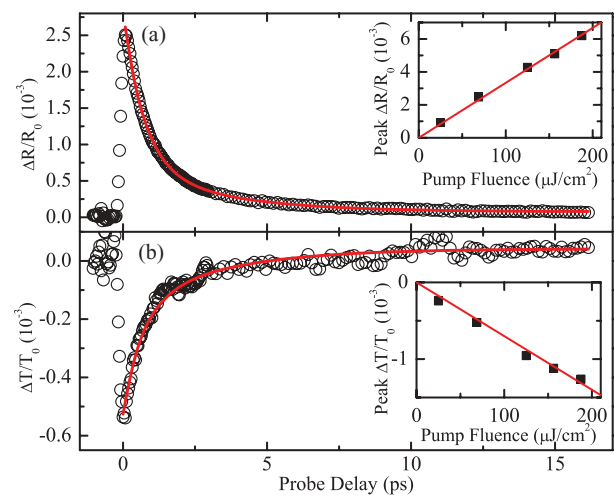 (a)
2.5
2.0
1.5
1.0
0.5
0.0
ΔR/R₀ (10⁻³)
6
4
2
0
Peak ΔR/R₀ (10⁻³)
0 100 200
Pump Fluence (μJ/cm²)
(b)
0.0
-0.2
-0.4
-0.6
ΔT/T₀ (10⁻³)
0
-1
Peak ΔT/T₀ (10⁻³)
0 100 200
Pump Fluence (μJ/cm²)
0 5 10 15
Probe Delay (ps)